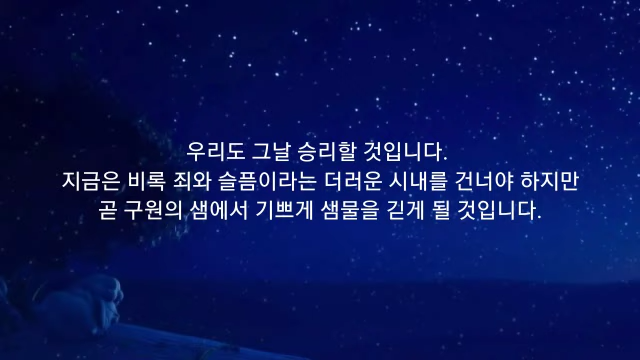 우리도 그날 승리할 것입니다.
지금은 비록 죄와 슬픔이라는 더러운 시내를 건너야 하지만
곧 구원의 샘에서 기쁘게 샘물을 긷게 될 것입니다.